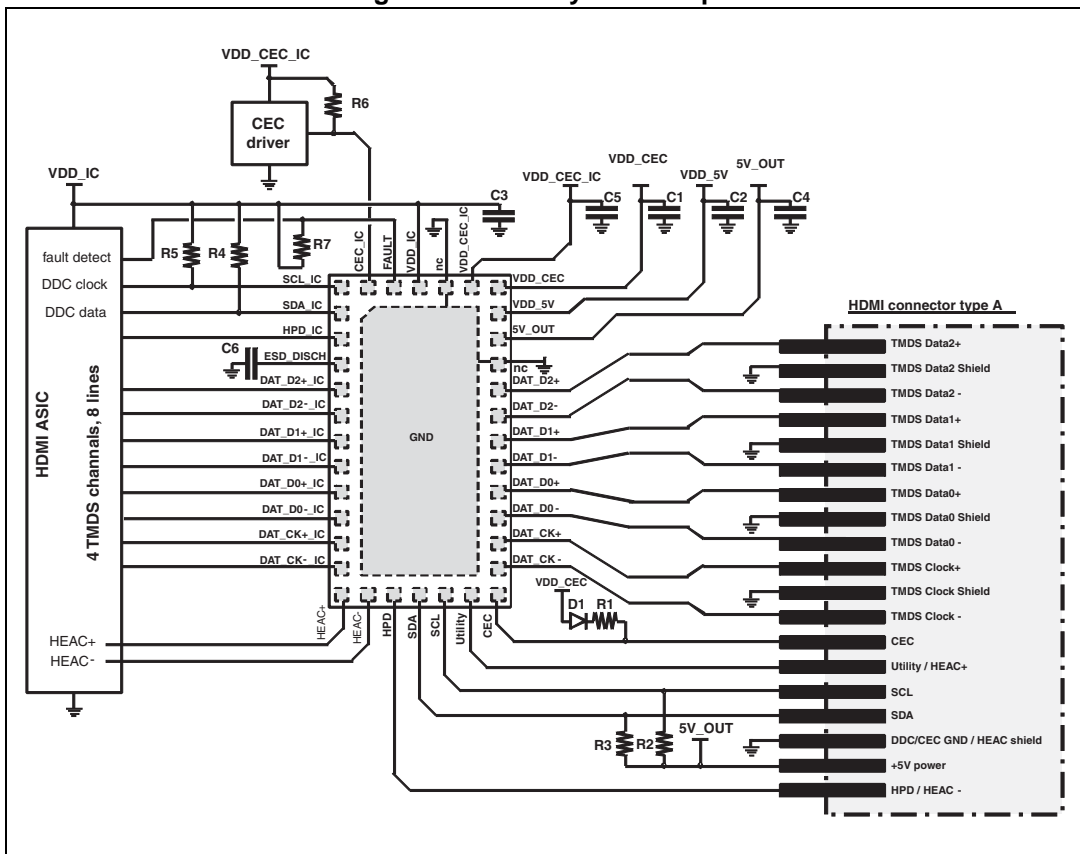 VDD_CEC_IC
R6
CEC
driver
VDD_IC
VDD_CEC_IC
VDD_CEC
VDD_5V
5V_OUT
C3
C5
C1
C2
C4
fault detect
DDC clock
DDC data
R5
R4
R7
CEC_IC
FAULT
VDD_IC
nc
VDD_CEC_IC
SCL_IC
SDA_IC
HPD_IC
C6
ESD_DISCH
DAT_D2+_IC
DAT_D2-_IC
DAT_D1+_IC
DAT_D1-_IC
DAT_D0+_IC
DAT_D0-_IC
DAT_CK+_IC
DAT_CK-_IC
GND
VDD_CEC
VDD_5V
5V_OUT
nc
DAT_D2+
DAT_D2-
DAT_D1+
DAT_D1-
DAT_D0+
DAT_D0-
DAT_CK+
DAT_CK-
HDMI ASIC
4 TMDS channels, 8 lines
HEAC+
HEAC-
HEAC+
HEAC-
HPD
SDA
SCL
Utility
CEC
VDD_CEC
D1
R1
R3
R2
5V_OUT
HDMI connector type A
TMDS Data2+
TMDS Data2 Shield
TMDS Data2 -
TMDS Data1+
TMDS Data1 Shield
TMDS Data1 -
TMDS Data0+
TMDS Data0 Shield
TMDS Data0 -
TMDS Clock+
TMDS Clock Shield
TMDS Clock -
CEC
Utility / HEAC+
SCL
SDA
DDC/CEC GND / HEAC shield
+5V power
HPD / HEAC -